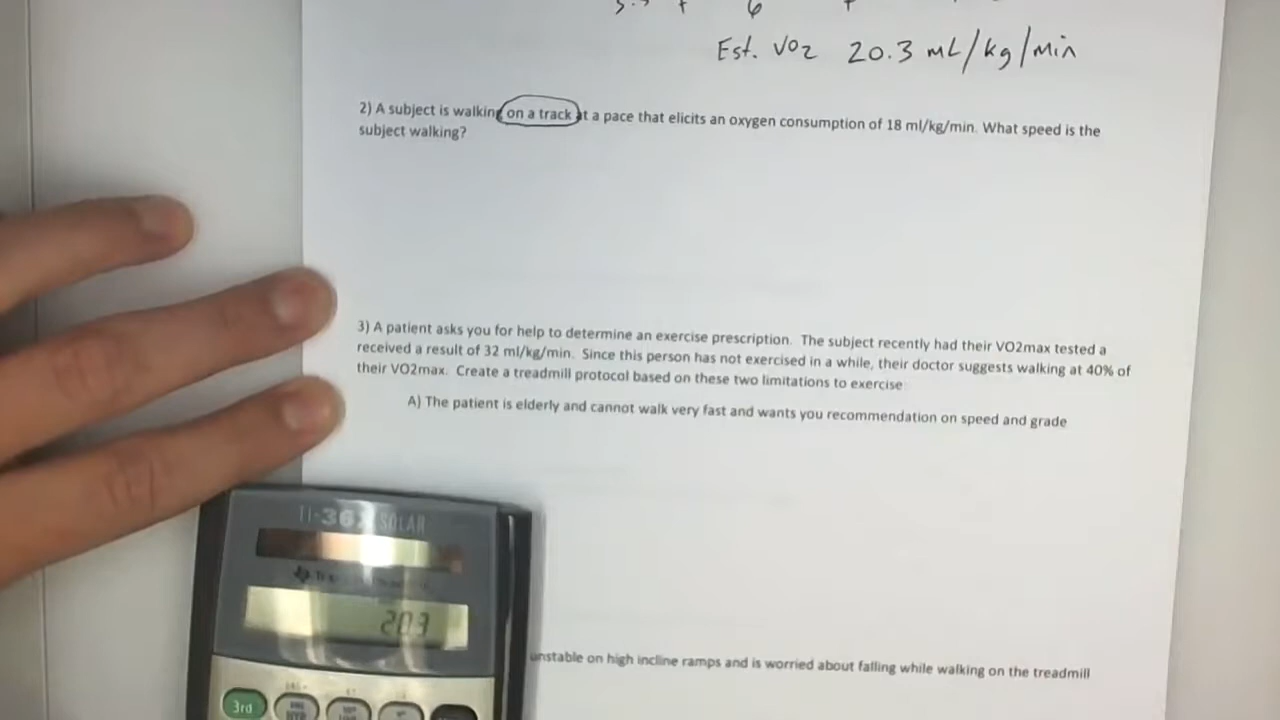 Est. VO2 20.3 mL/kg/min
2) A subject is walking on a track at a pace that elicits an oxygen consumption of 18 ml/kg/min. What speed is the
subject walking?
3) A patient asks you for help to determine an exercise prescription. The subject recently had their VO2max tested a
received a result of 32 ml/kg/min. Since this person has not exercised in a while, their doctor suggests walking at 40% of
their VO2max. Create a treadmill protocol based on these two limitations to exercise
A) The patient is elderly and cannot walk very fast and wants you recommendation on speed and grade
TI-36X SOLAR
20.3
unstable on high incline ramps and is worried about falling while walking on the treadmill
3rd